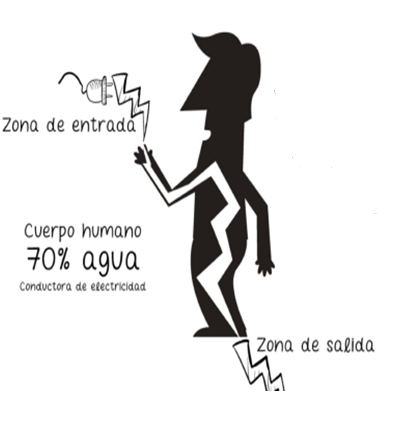 Zona de entrada
Cuerpo humano
70% agua
Conductora de electricidad
Zona de salida